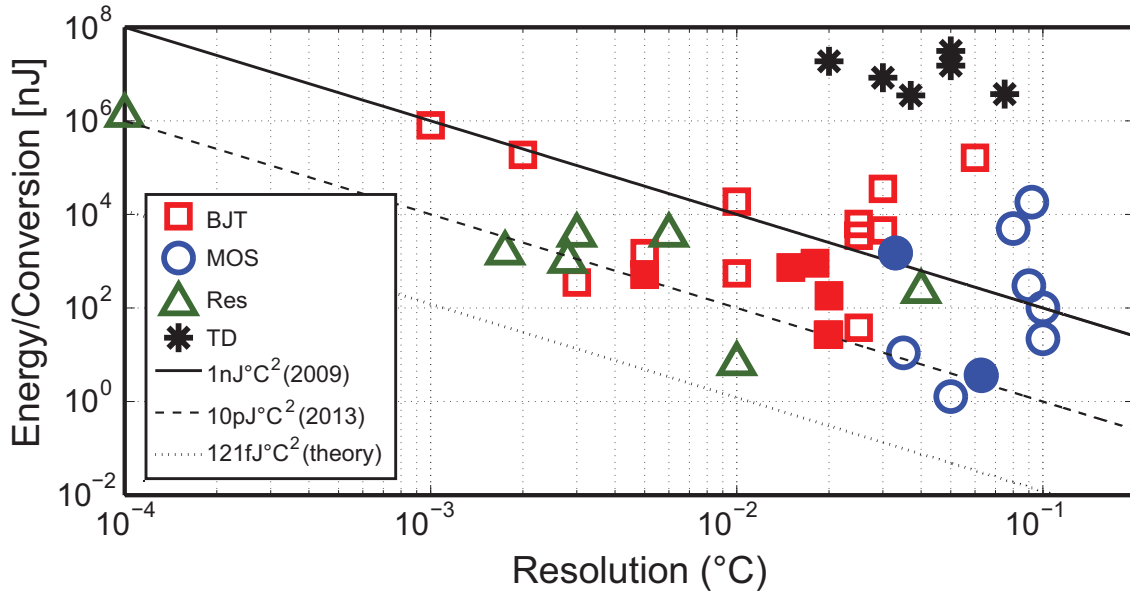 Energy/Conversion [nJ]
10^8
10^6
10^4
10^2
10^0
10^−2
BJT
MOS
Res
TD
1nJ°C^2(2009)
10pJ°C^2(2013)
121fJ°C^2(theory)
10^−4 10^−3 10^−2 10^−1
Resolution (°C)